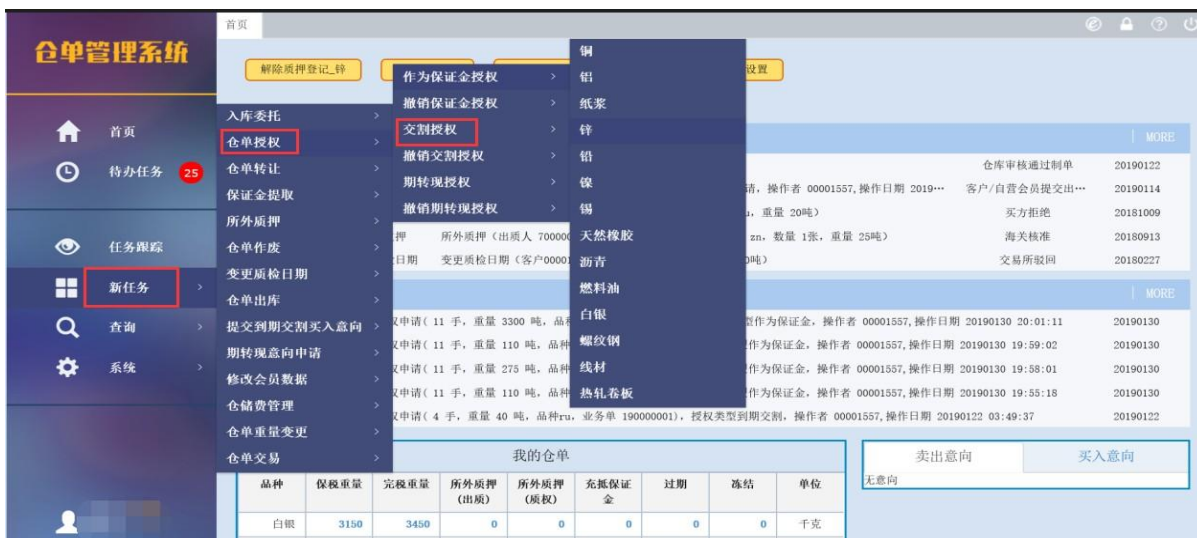 首页
仓单管理系统
首页
待办任务 25
任务跟踪
新任务
查询
系统
解除质押登记_锌
设置
入库委托
仓单授权
仓单转让
保证金提取
所外质押
仓单作废
变更质检日期
仓单出库
提交到期交割买入意向
期转现意向申请
修改会员数据
仓储费管理
仓单重量变更
仓单交易
作为保证金授权
撤销保证金授权
交割授权
撤销交割授权
期转现授权
撤销期转现授权
铜
铝
纸浆
锌
铅
镍
锡
天然橡胶
沥青
燃料油
白银
螺纹钢
线材
热轧卷板
MORE
仓库审核通过制单 20190122
请，操作者 00001557,操作日期 2019… 客户/自营会员提交出… 20190114
，重量 20吨） 买方拒绝 20181009
押 所外质押（出质人 70000 zn，数量 1张，重量 25吨） 海关核准 20180913
日期 变更质检日期（客户00001 吨） 交易所驳回 20180227
MORE
权申请( 11 手，重量 3300 吨，品种 型作为保证金，操作者 00001557,操作日期 20190130 20:01:11 20190130
权申请( 11 手，重量 110 吨，品种 作为保证金，操作者 00001557,操作日期 20190130 19:59:02 20190130
权申请( 11 手，重量 275 吨，品种 作为保证金，操作者 00001557,操作日期 20190130 19:58:01 20190130
权申请( 11 手，重量 110 吨，品种 作为保证金，操作者 00001557,操作日期 20190130 19:55:18 20190130
权申请( 4 手，重量 40 吨，品种ru，业务单 190000001)，授权类型到期交割，操作者 00001557,操作日期 20190122 03:49:37 20190122
我的仓单
品种 保税重量 完税重量 所外质押（出质） 所外质押（质权） 充抵保证金 过期 冻结 单位
白银 3150 3450 0 0 0 0 0 千克
卖出意向 买入意向
无意向